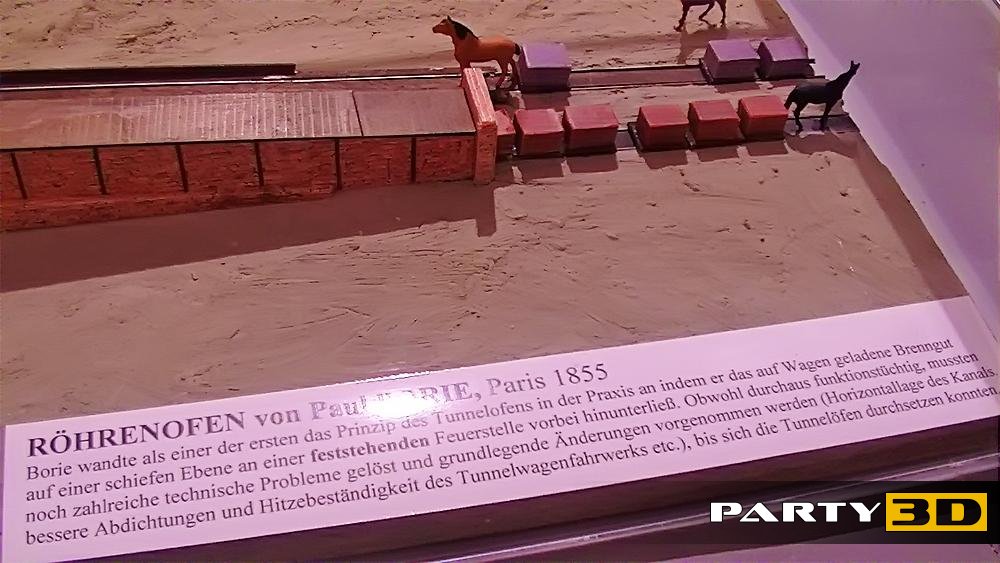 RÖHRENOFEN von Paul BORIE, Paris 1855
Borie wandte als einer der ersten das Prinzip des Tunnelofens in der Praxis an indem er das auf Wagen geladene Brenngut
auf einer schiefen Ebene an einer feststehenden Feuerstelle vorbei hinunterließ. Obwohl durchaus funktionstüchtig, mussten
noch zahlreiche technische Probleme gelöst und grundlegende Änderungen vorgenommen werden (Horizontallage des Kanals
bessere Abdichtungen und Hitzebeständigkeit des Tunnelwagenfahrwerks etc.), bis sich die Tunnelöfen durchsetzen konnten
PARTY3D